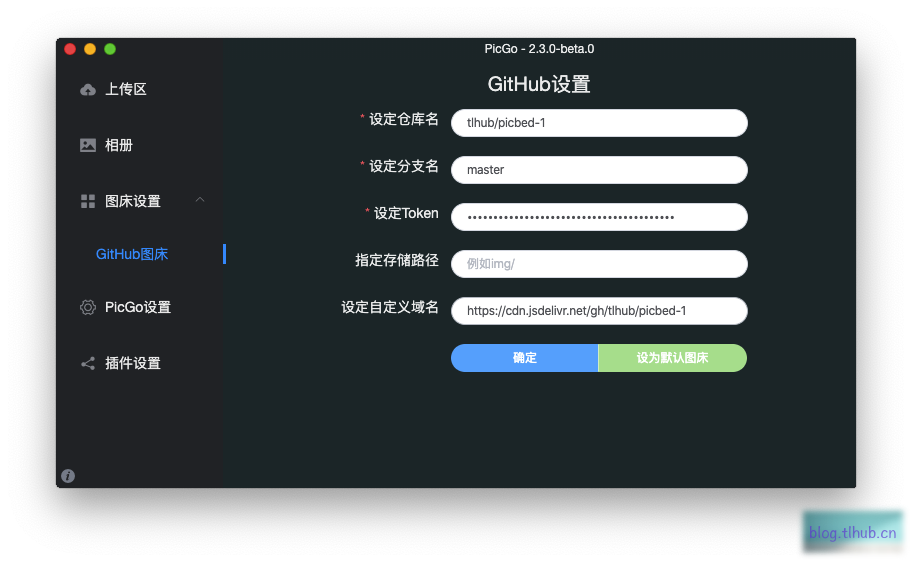 PicGo - 2.3.0-beta.0
上传区
相册
图床设置
GitHub图床
PicGo设置
插件设置
GitHub设置
* 设定仓库名
tlhub/picbed-1
* 设定分支名
master
* 设定Token
••••••••••••••••••••••••••••••••••••••••
指定存储路径
例如img/
设定自定义域名
https://cdn.jsdelivr.net/gh/tlhub/picbed-1
确定
设为默认图床
blog.tlhub.cn